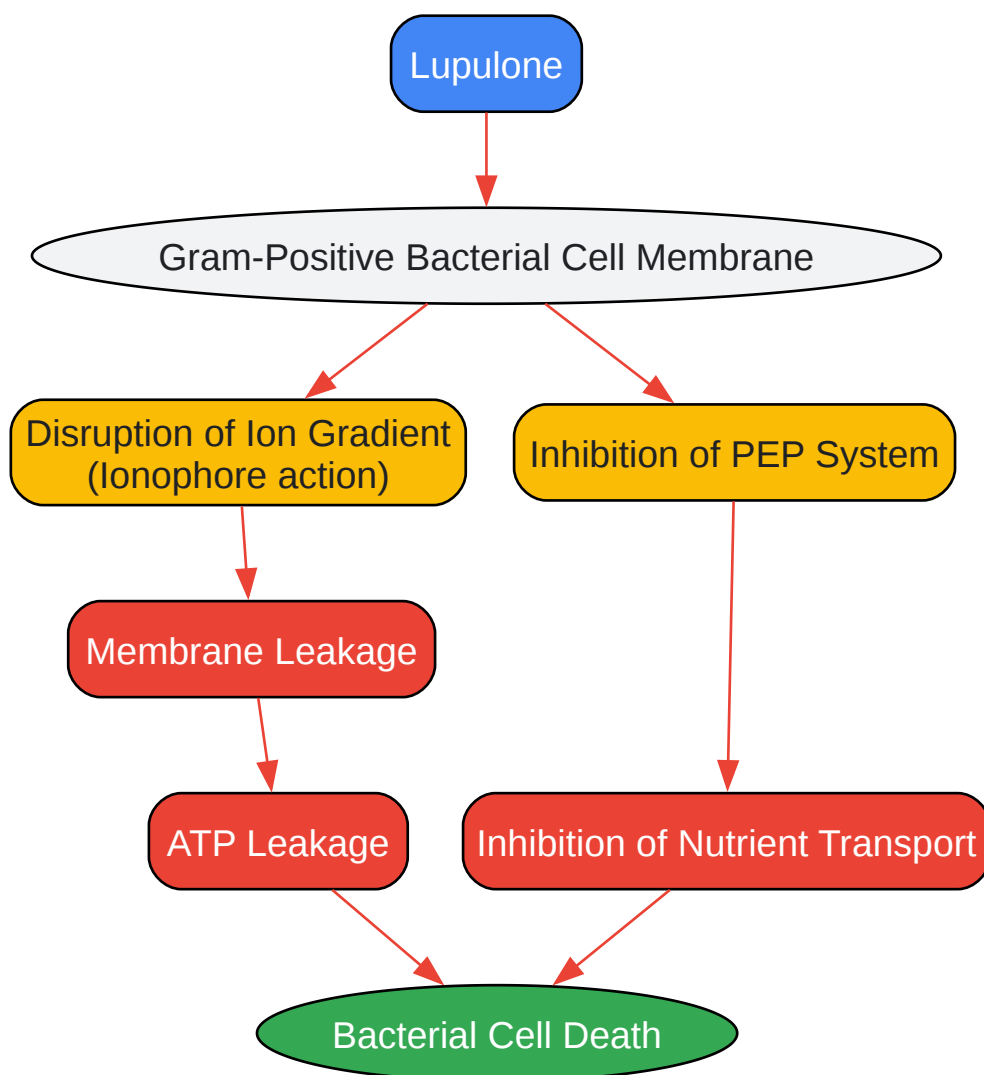 Lupulone
Gram-Positive Bacterial Cell Membrane
Disruption of Ion Gradient
(Ionophore action)
Inhibition of PEP System
Membrane Leakage
ATP Leakage
Inhibition of Nutrient Transport
Bacterial Cell Death